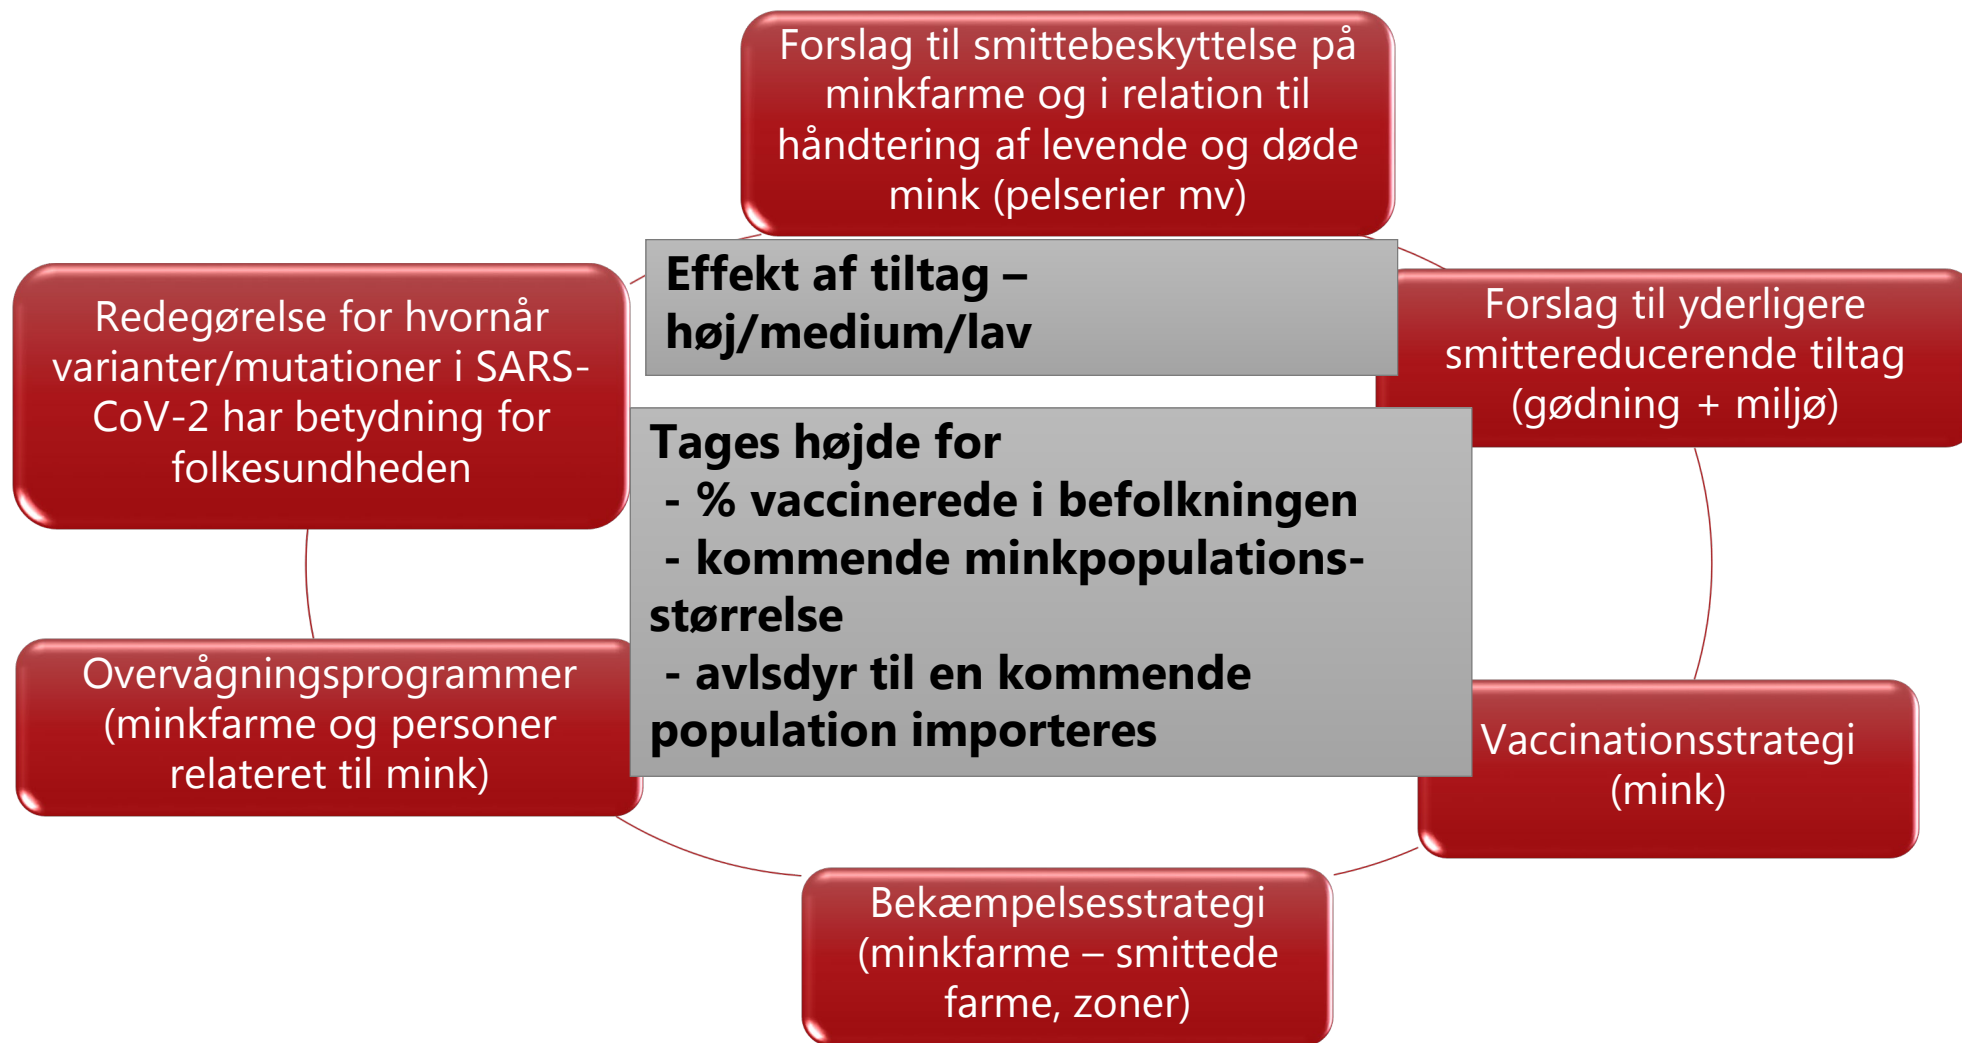 Forslag til smittebeskyttelse på
minkfarme og i relation til
håndtering af levende og døde
mink (pelserier mv)
Effekt af tiltag –
høj/medium/lav
Forslag til yderligere
smittereducerende tiltag
(gødning + miljø)
Redegørelse for hvornår
varianter/mutationer i SARS-
CoV-2 har betydning for
folkesundheden
Tages højde for
- % vaccinerede i befolkningen
- kommende minkpopulations-
størrelse
- avlsdyr til en kommende
population importeres
Overvågningsprogrammer
(minkfarme og personer
relateret til mink)
Vaccinationsstrategi
(mink)
Bekæmpelsesstrategi
(minkfarme – smittede
farme, zoner)